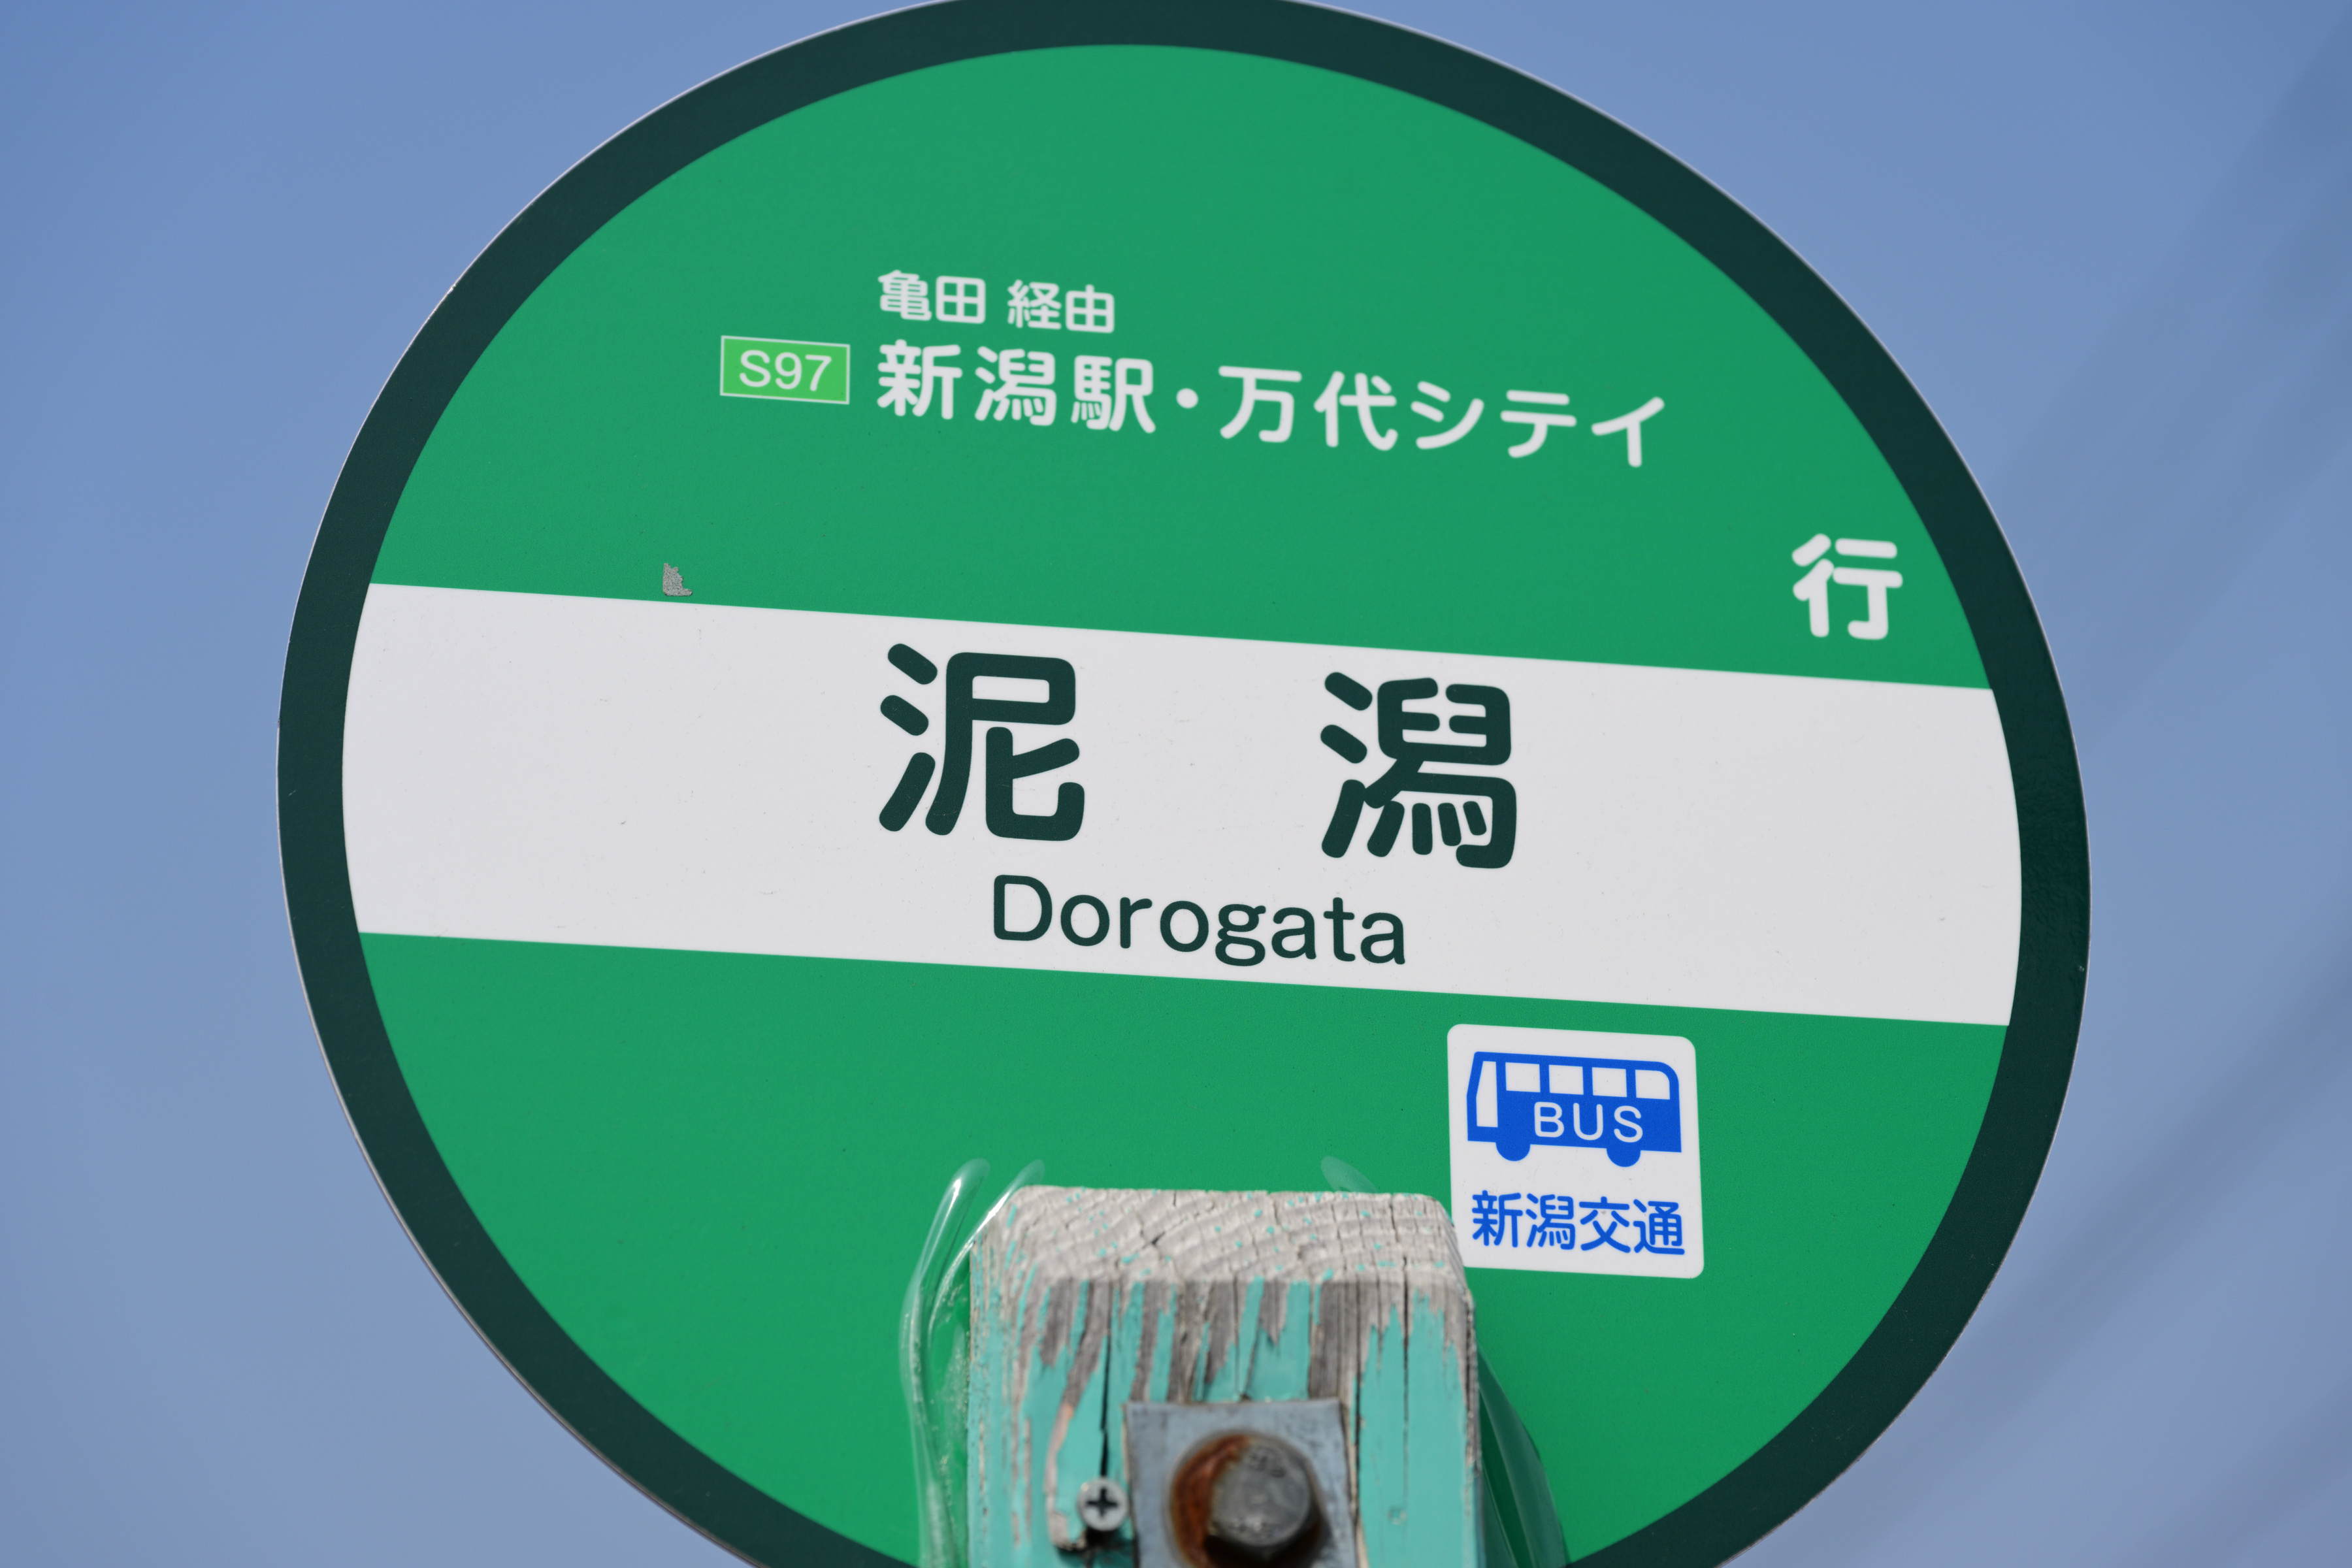 亀田 経由
S97 新潟駅・万代シテイ
行
泥潟
Dorogata
BUS
新潟交通